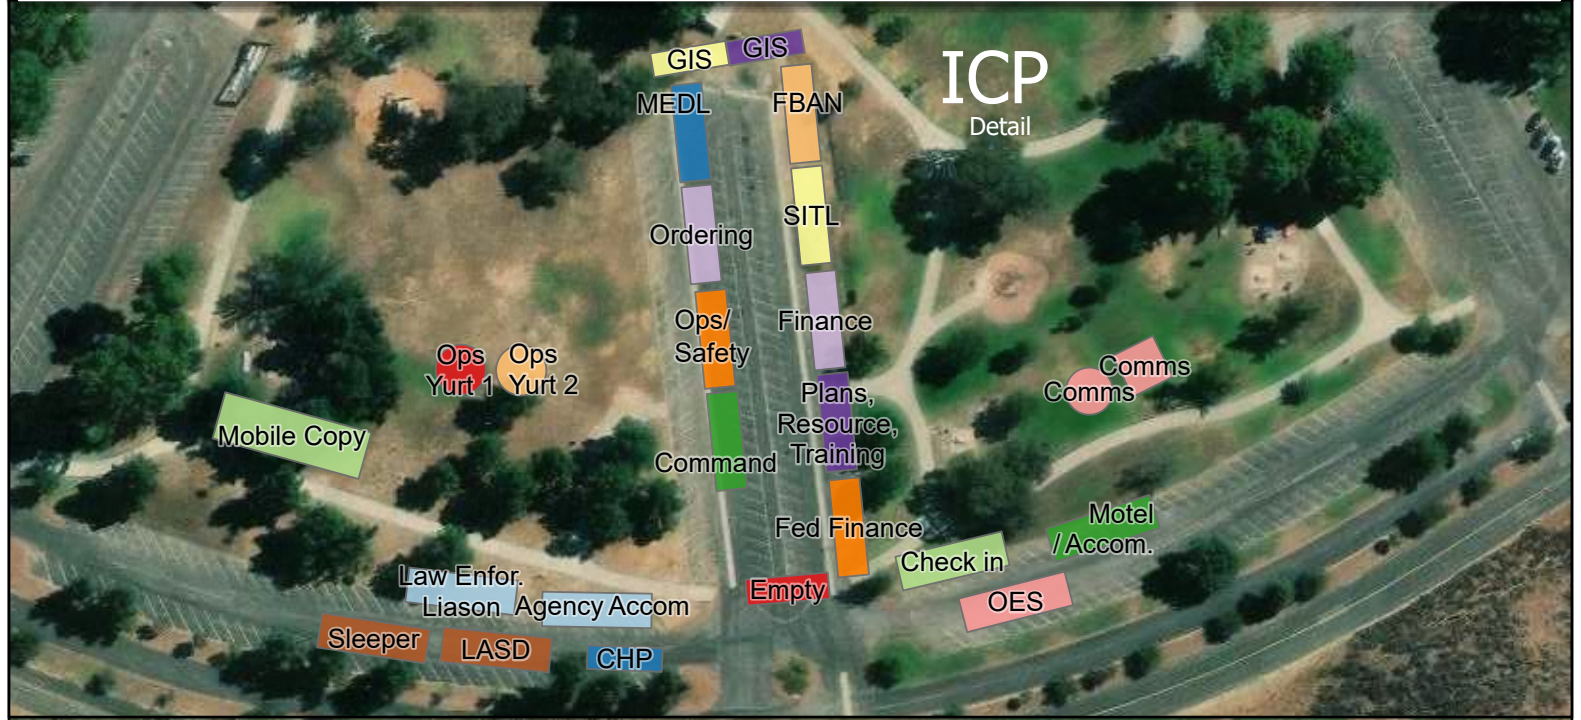 GIS
GIS
ICP
Detail
MEDL
FBAN
Ordering
SITL
Ops/
Safety
Finance
Ops
Yurt 1
Ops
Yurt 2
Comms
Comms
Plans,
Resource,
Training
Mobile Copy
Command
Fed Finance
Motel
/ Accom.
Check in
Law Enfor.
Liason
Agency Accom
Empty
OES
Sleeper
LASD
CHP